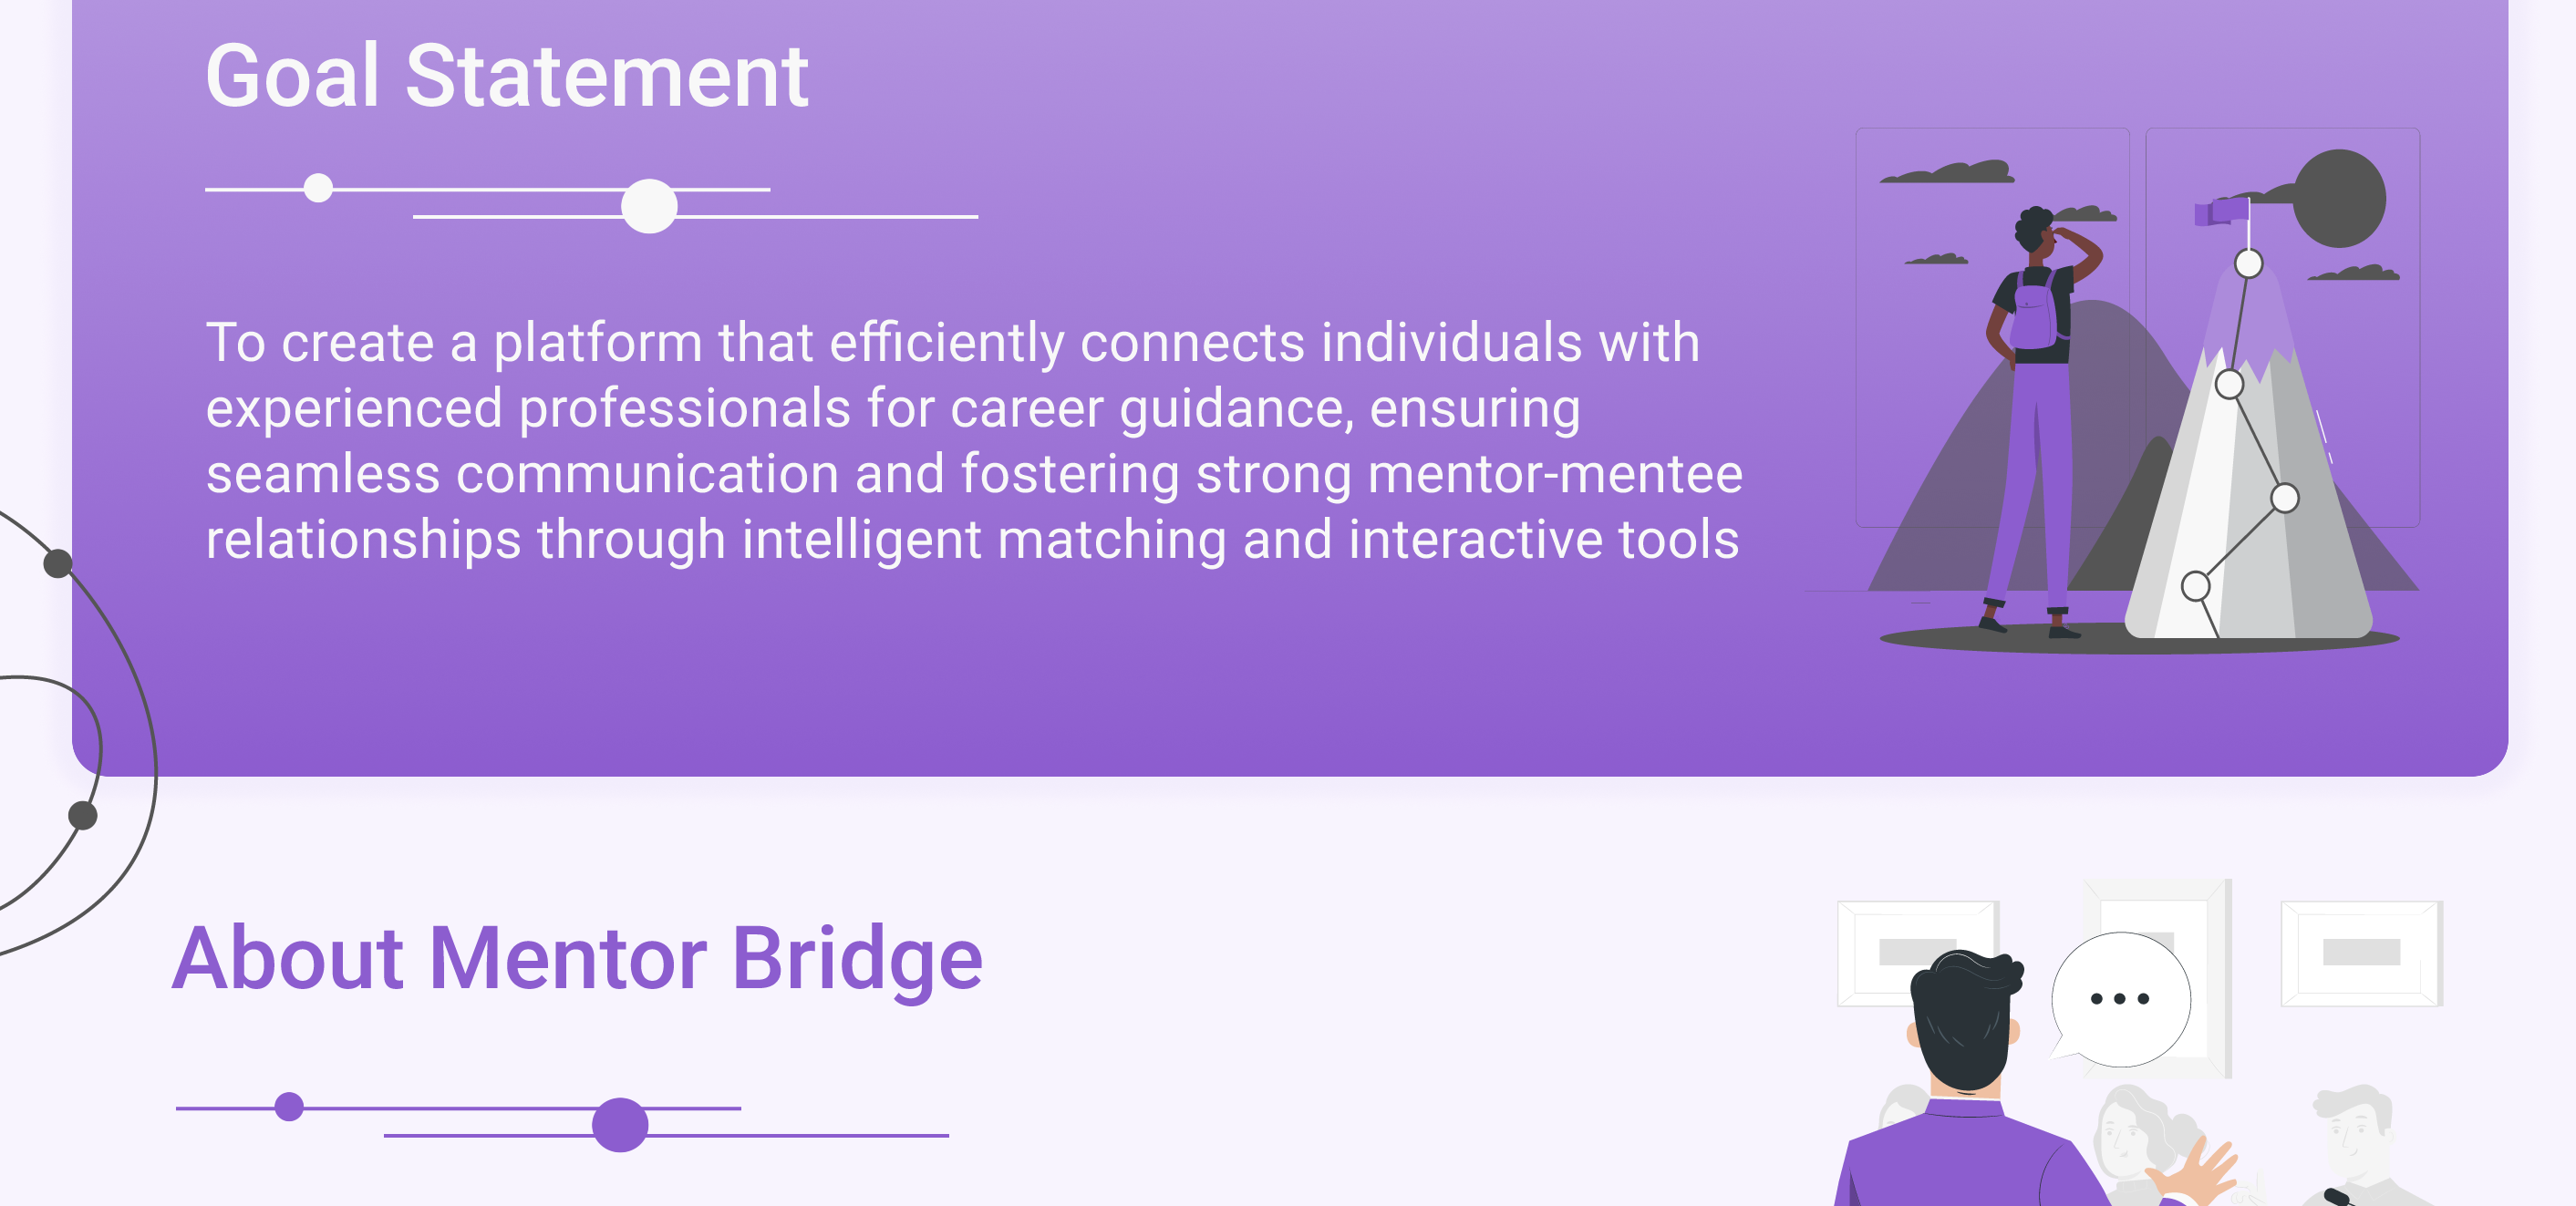 Goal Statement
To create a platform that efficiently connects individuals with
experienced professionals for career guidance, ensuring
seamless communication and fostering strong mentor-mentee
relationships through intelligent matching and interactive tools
About Mentor Bridge